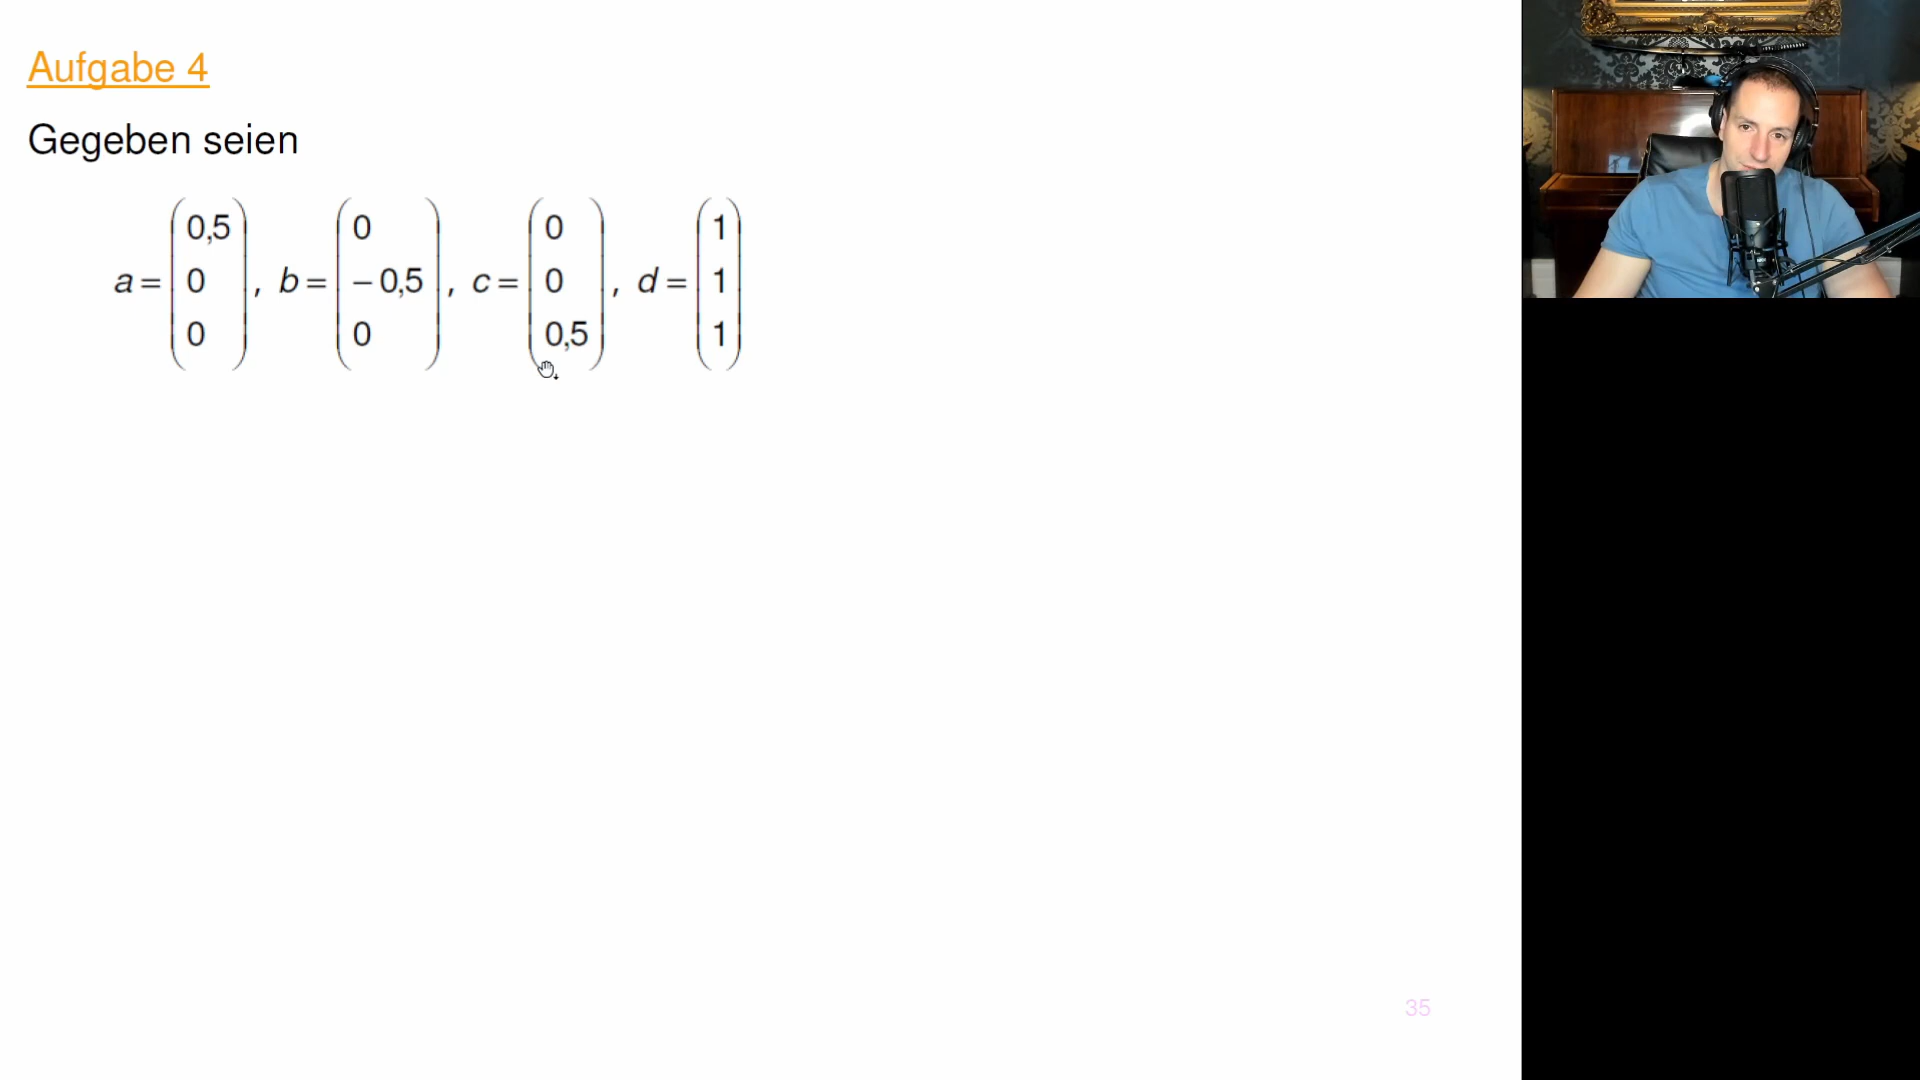 Aufgabe 4
Gegeben seien
a = (0,5 0 0), b = (0 – 0,5 0), c = (0 0 0,5), d = (1 1 1)
35